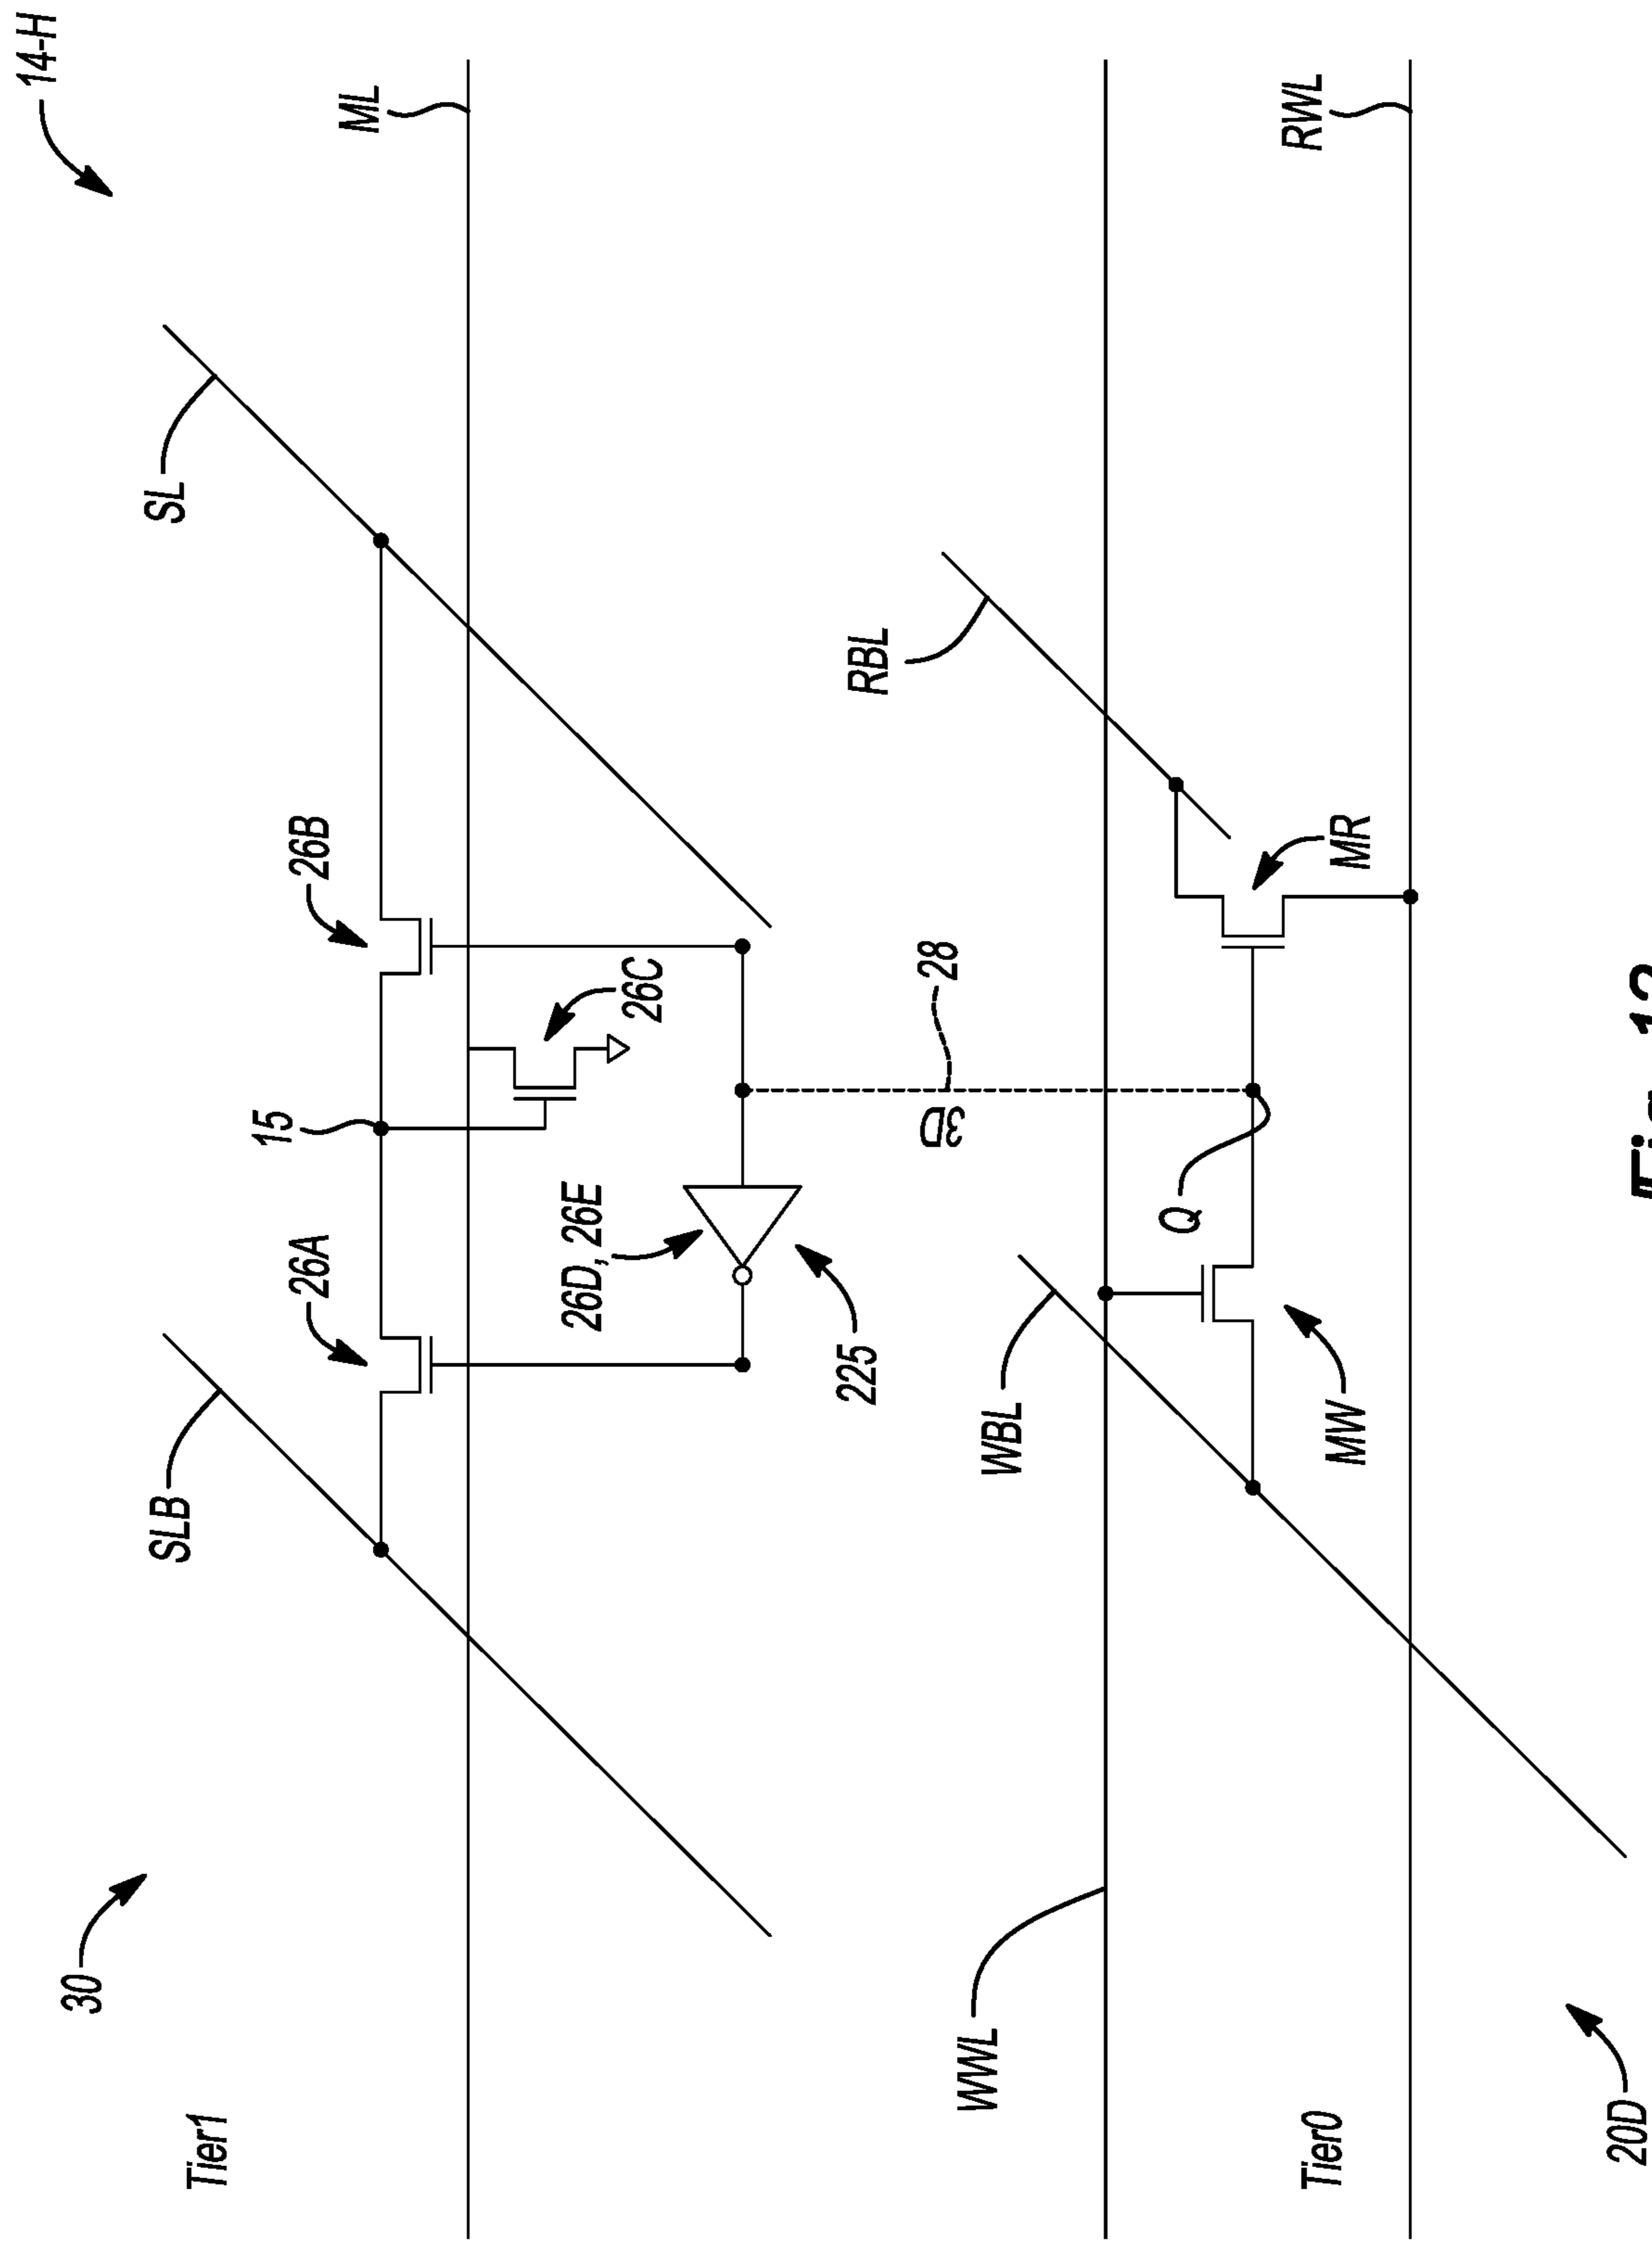 14-H
30
Tier1
SLB
SL
ML
26A
15
26B
26C
26D, 26E
225
3D
28
RBL
WWL
WBL
Q
MR
MW
RWL
Tier0
20D